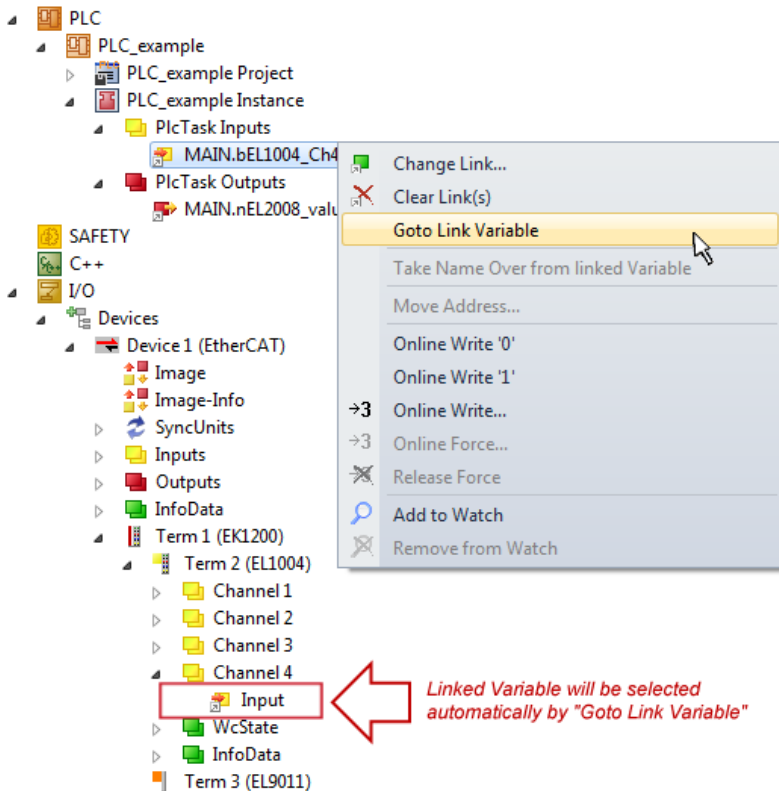 PLC
PLC_example
PLC_example Project
PLC_example Instance
PlcTask Inputs
MAIN.bEL1004_Ch4
PlcTask Outputs
MAIN.nEL2008_valu
SAFETY
C++
I/O
Devices
Device 1 (EtherCAT)
Image
Image-Info
SyncUnits
Inputs
Outputs
InfoData
Term 1 (EK1200)
Term 2 (EL1004)
Channel 1
Channel 2
Channel 3
Channel 4
Input
WcState
InfoData
Term 3 (EL9011)
Change Link...
Clear Link(s)
Goto Link Variable
Take Name Over from linked Variable
Move Address...
Online Write '0'
Online Write '1'
→3 Online Write...
→3 Online Force...
Release Force
Add to Watch
Remove from Watch
Linked Variable will be selected
automatically by "Goto Link Variable"